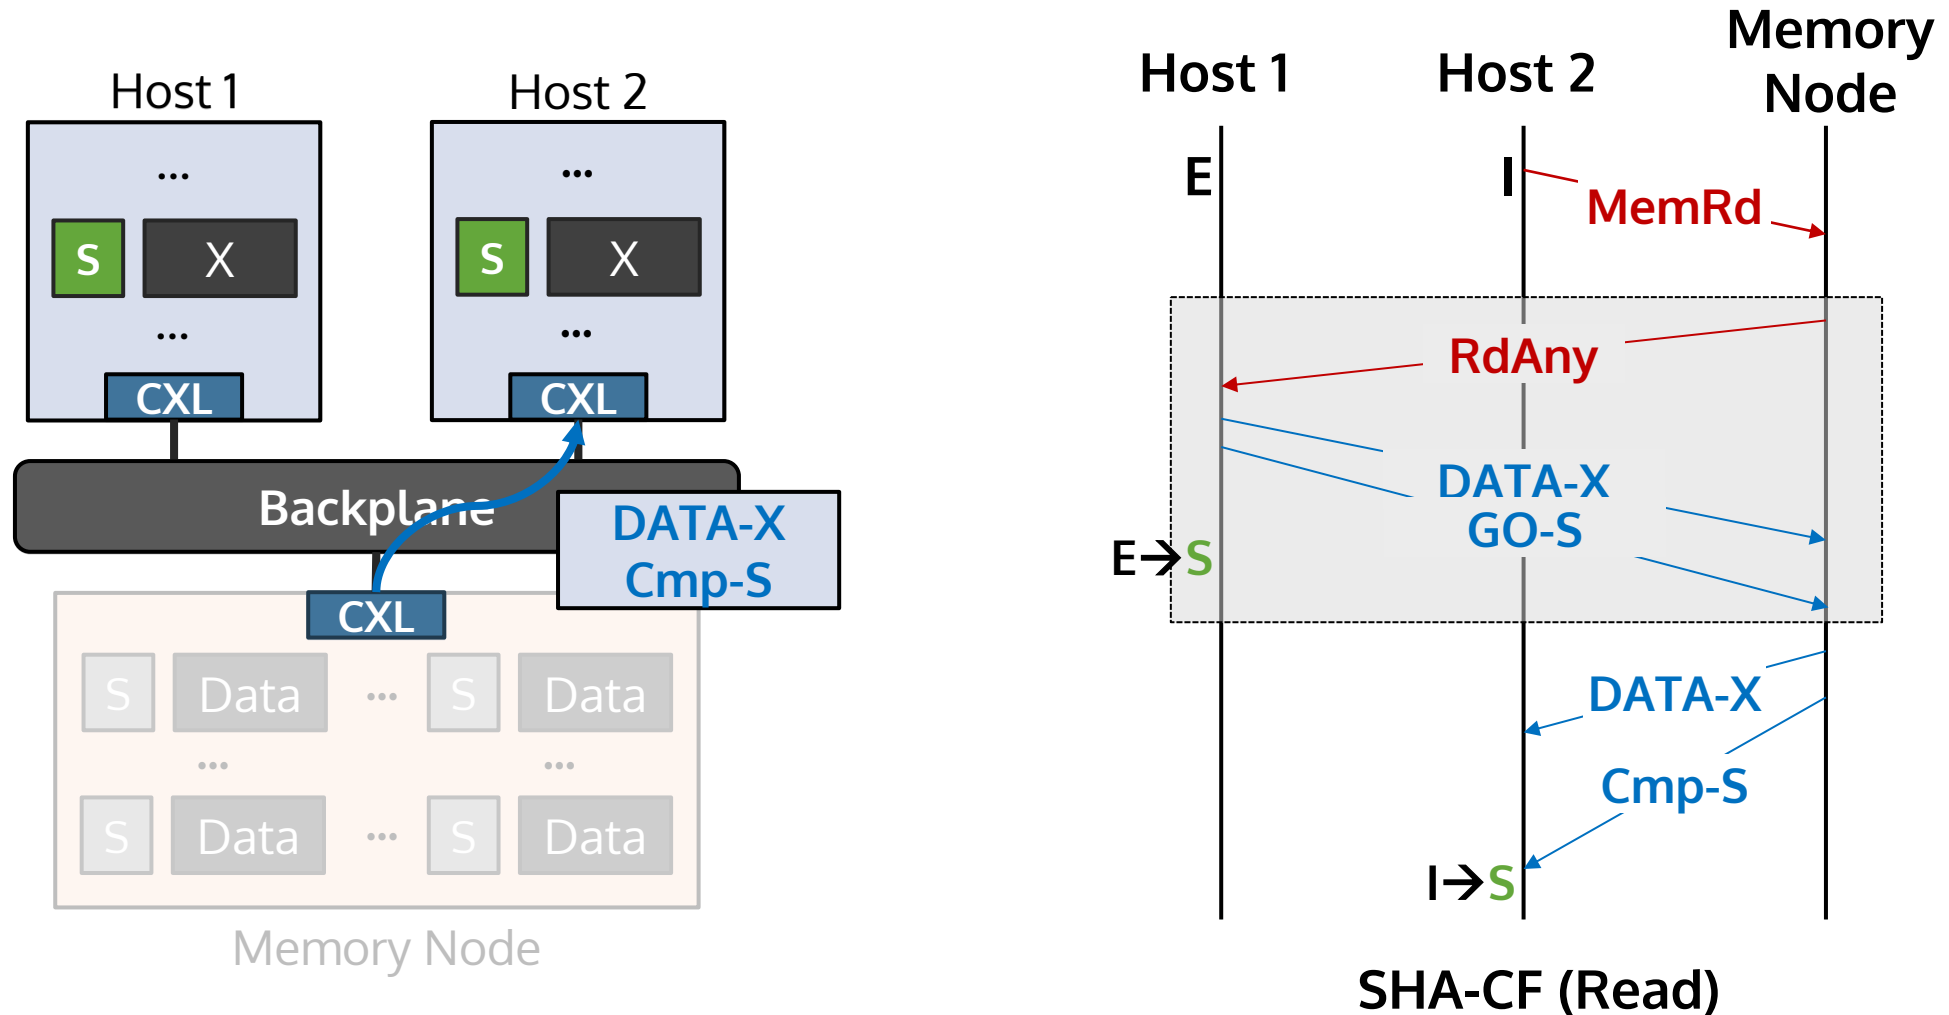 Host 1
Host 2
...
...
S
X
S
X
...
...
CXL
CXL
Backplane
DATA-X
Cmp-S
CXL
S
Data
...
S
Data
...
...
S
Data
...
S
Data
Memory Node
Host 1
Host 2
Memory
Node
E
I
MemRd
RdAny
DATA-X
GO-S
E→S
DATA-X
Cmp-S
I→S
SHA-CF (Read)